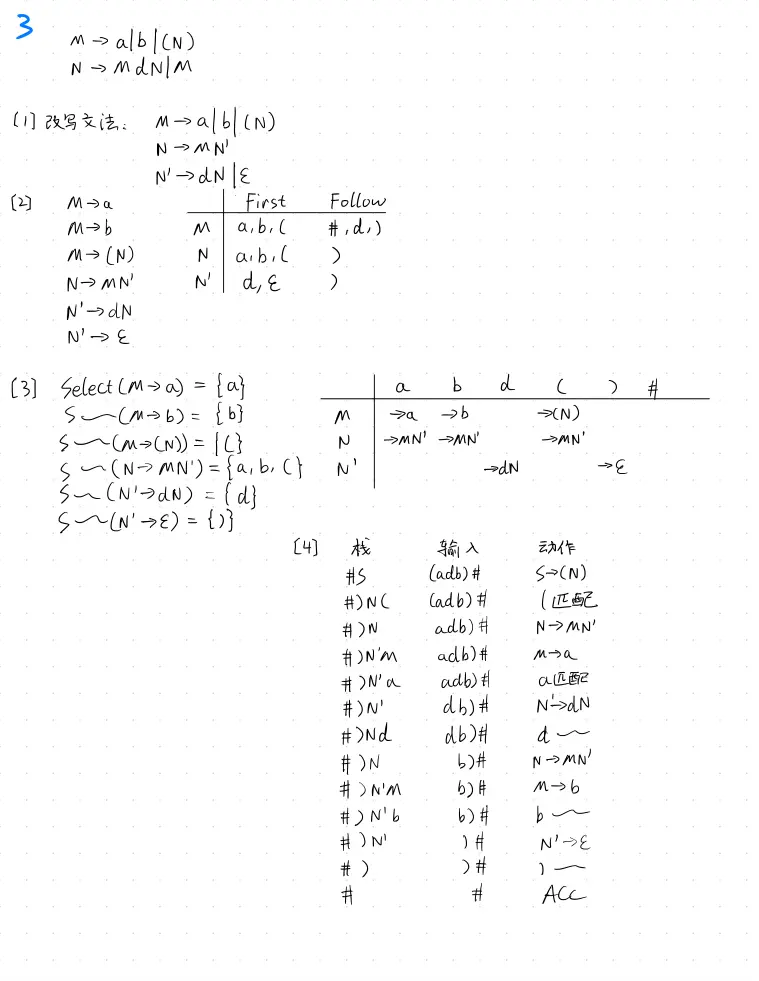 3
M → a|b|(N)
N → MdN|M
[1] 改写文法: M → a|b|(N)
N → MN'
N' → dN|ε
[2] M → a
M → b
M → (N)
N → MN'
N' → dN
N' → ε
First Follow
M a,b,( #,d,)
N a,b,( )
N' d,ε )
[3] Select(M → a) = {a}
S～(M → b) = {b}
S～(M → (N)) = {(}
S～(N → MN') = {a, b, (}
S～(N' → dN) = {d}
S～(N' → ε) = {)}
a b d ( ) #
M →a →b →(N)
N →MN' →MN' →MN'
N' →dN →ε
[4] 栈 输入 动作
#S (adb)# S→(N)
#)N( (adb)# (匹配
#)N adb)# N→MN'
#)N'M adb)# M→a
#)N'a adb)# a匹配
#)N' db)# N'→dN
#)Nd db)# d～
#)N b)# N→MN'
#)N'M b)# M→b
#)N'b b)# b～
#)N' )# N'→ε
#) )# )～
# # ACC